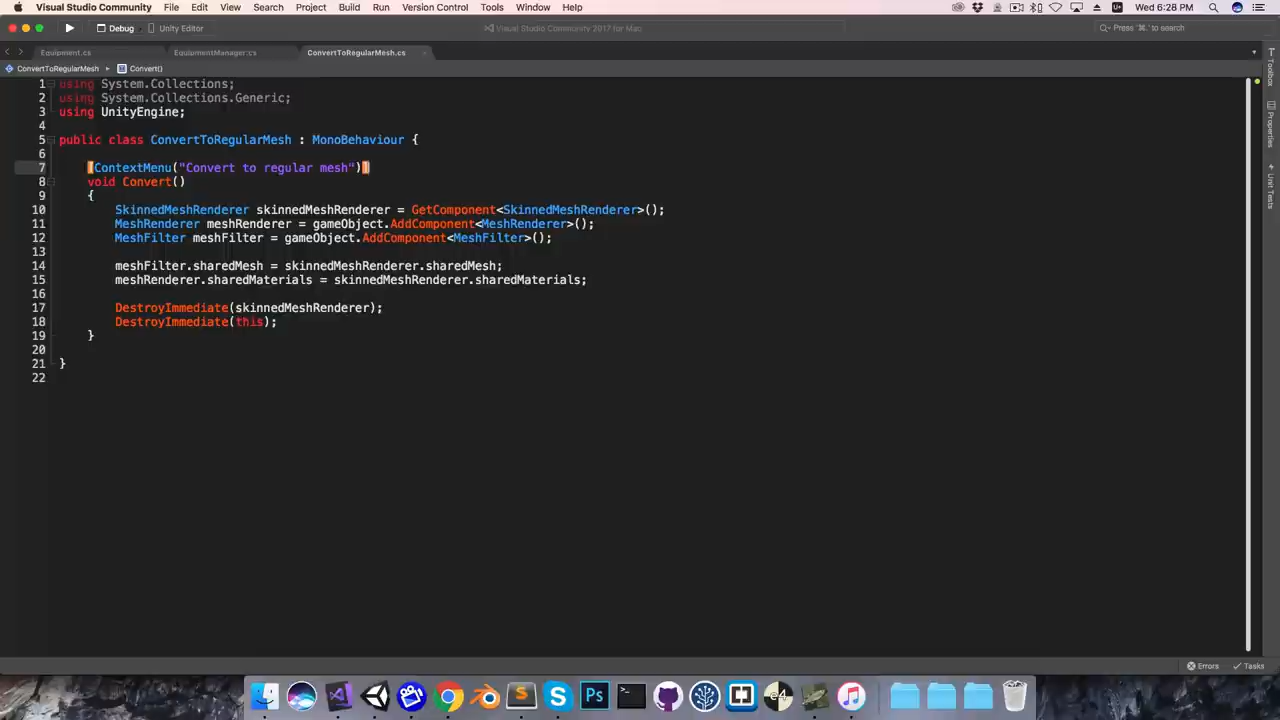 Visual Studio Community File Edit View Search Project Build Run Version Control Tools Window Help Wed 6:28 PM
Debug Unity Editor Visual Studio Community 2017 for Mac Press '⌘.' to search
Equipment.cs EquipmentManager.cs ConvertToRegularMesh.cs
ConvertToRegularMesh Convert()
1 using System.Collections;
2 using System.Collections.Generic;
3 using UnityEngine;
4
5 public class ConvertToRegularMesh : MonoBehaviour {
6
7 [ContextMenu("Convert to regular mesh")]
8 void Convert()
9 {
10 SkinnedMeshRenderer skinnedMeshRenderer = GetComponent<SkinnedMeshRenderer>();
11 MeshRenderer meshRenderer = gameObject.AddComponent<MeshRenderer>();
12 MeshFilter meshFilter = gameObject.AddComponent<MeshFilter>();
13
14 meshFilter.sharedMesh = skinnedMeshRenderer.sharedMesh;
15 meshRenderer.sharedMaterials = skinnedMeshRenderer.sharedMaterials;
16
17 DestroyImmediate(skinnedMeshRenderer);
18 DestroyImmediate(this);
19 }
20
21 }
22
Toolbox
Properties
Unit Tests
Errors Tasks
Ps